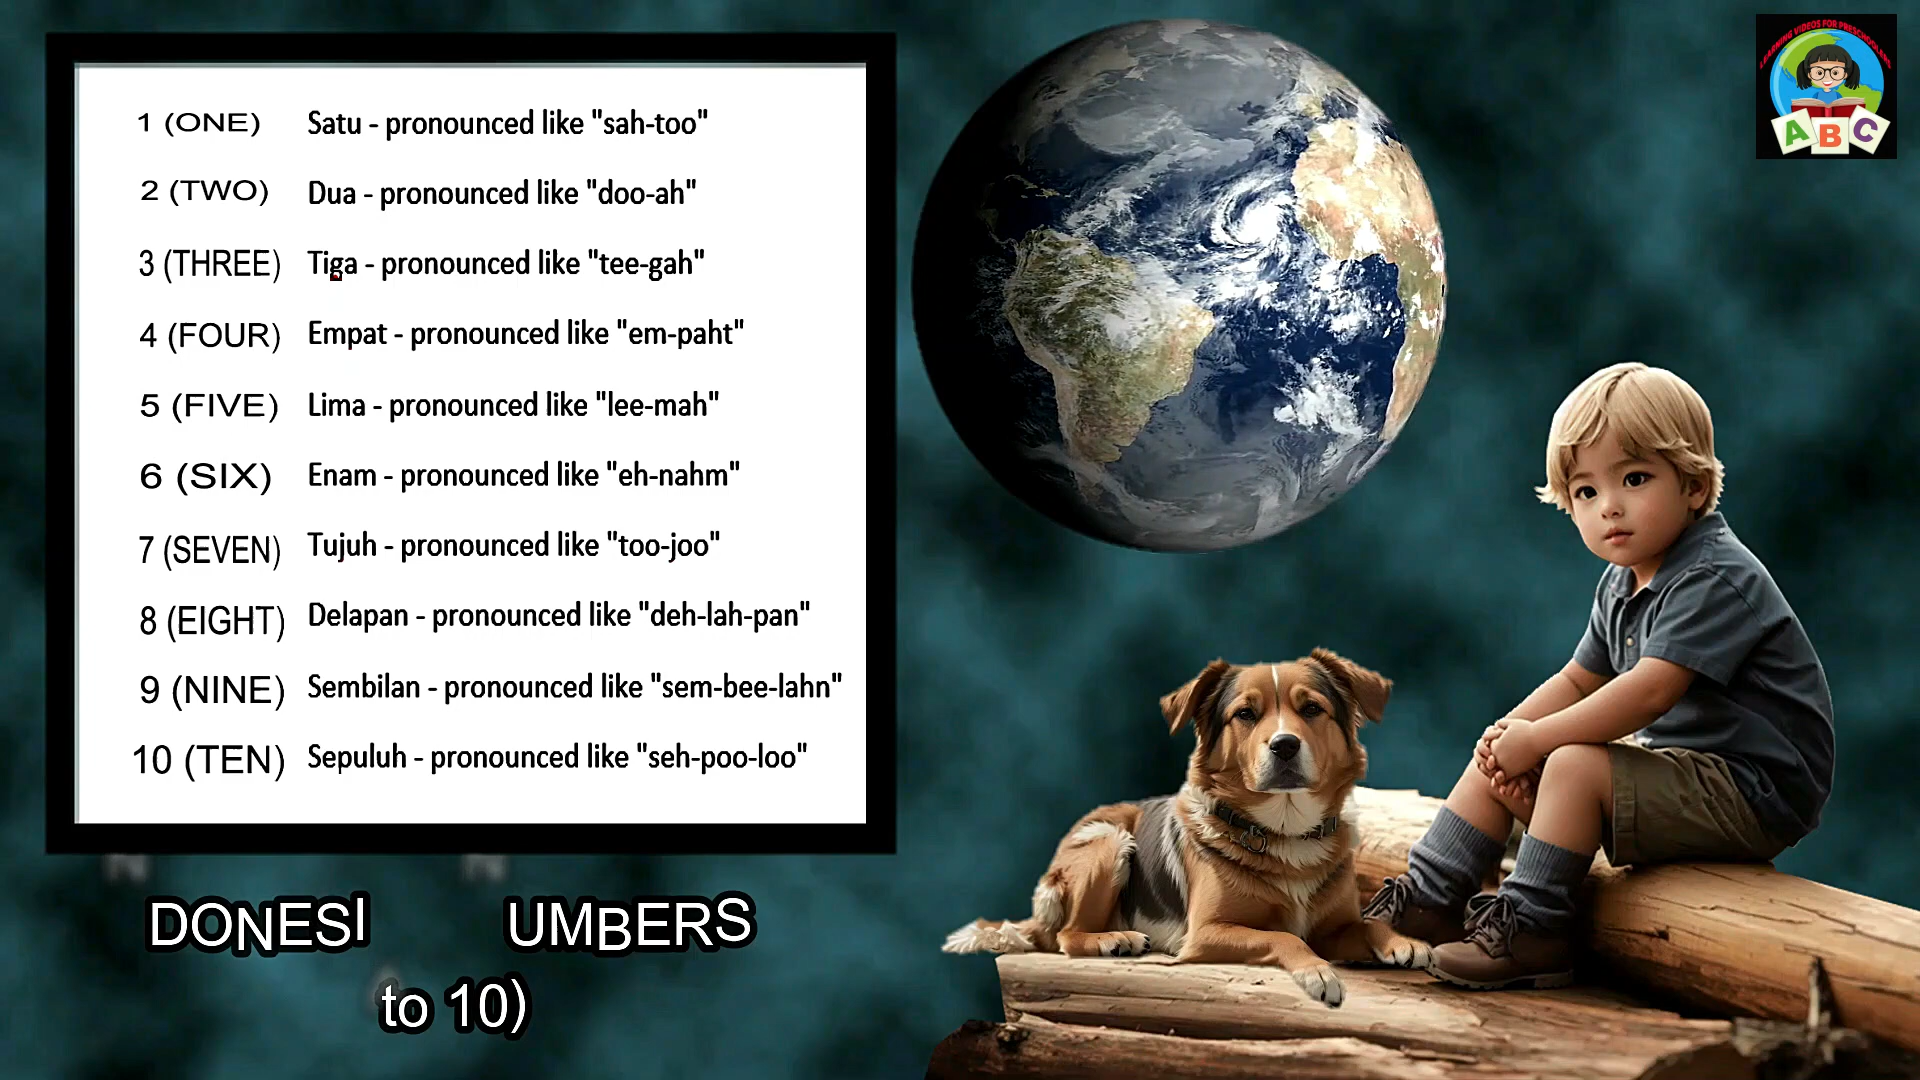 1 (ONE) Satu - pronounced like "sah-too"
2 (TWO) Dua - pronounced like "doo-ah"
3 (THREE) Tiga - pronounced like "tee-gah"
4 (FOUR) Empat - pronounced like "em-paht"
5 (FIVE) Lima - pronounced like "lee-mah"
6 (SIX) Enam - pronounced like "eh-nahm"
7 (SEVEN) Tujuh - pronounced like "too-joo"
8 (EIGHT) Delapan - pronounced like "deh-lah-pan"
9 (NINE) Sembilan - pronounced like "sem-bee-lahn"
10 (TEN) Sepuluh - pronounced like "seh-poo-loo"
DONESI UMBERS
to 10)
LEARNING VIDEOS FOR PRESCHOOLERS
A B C